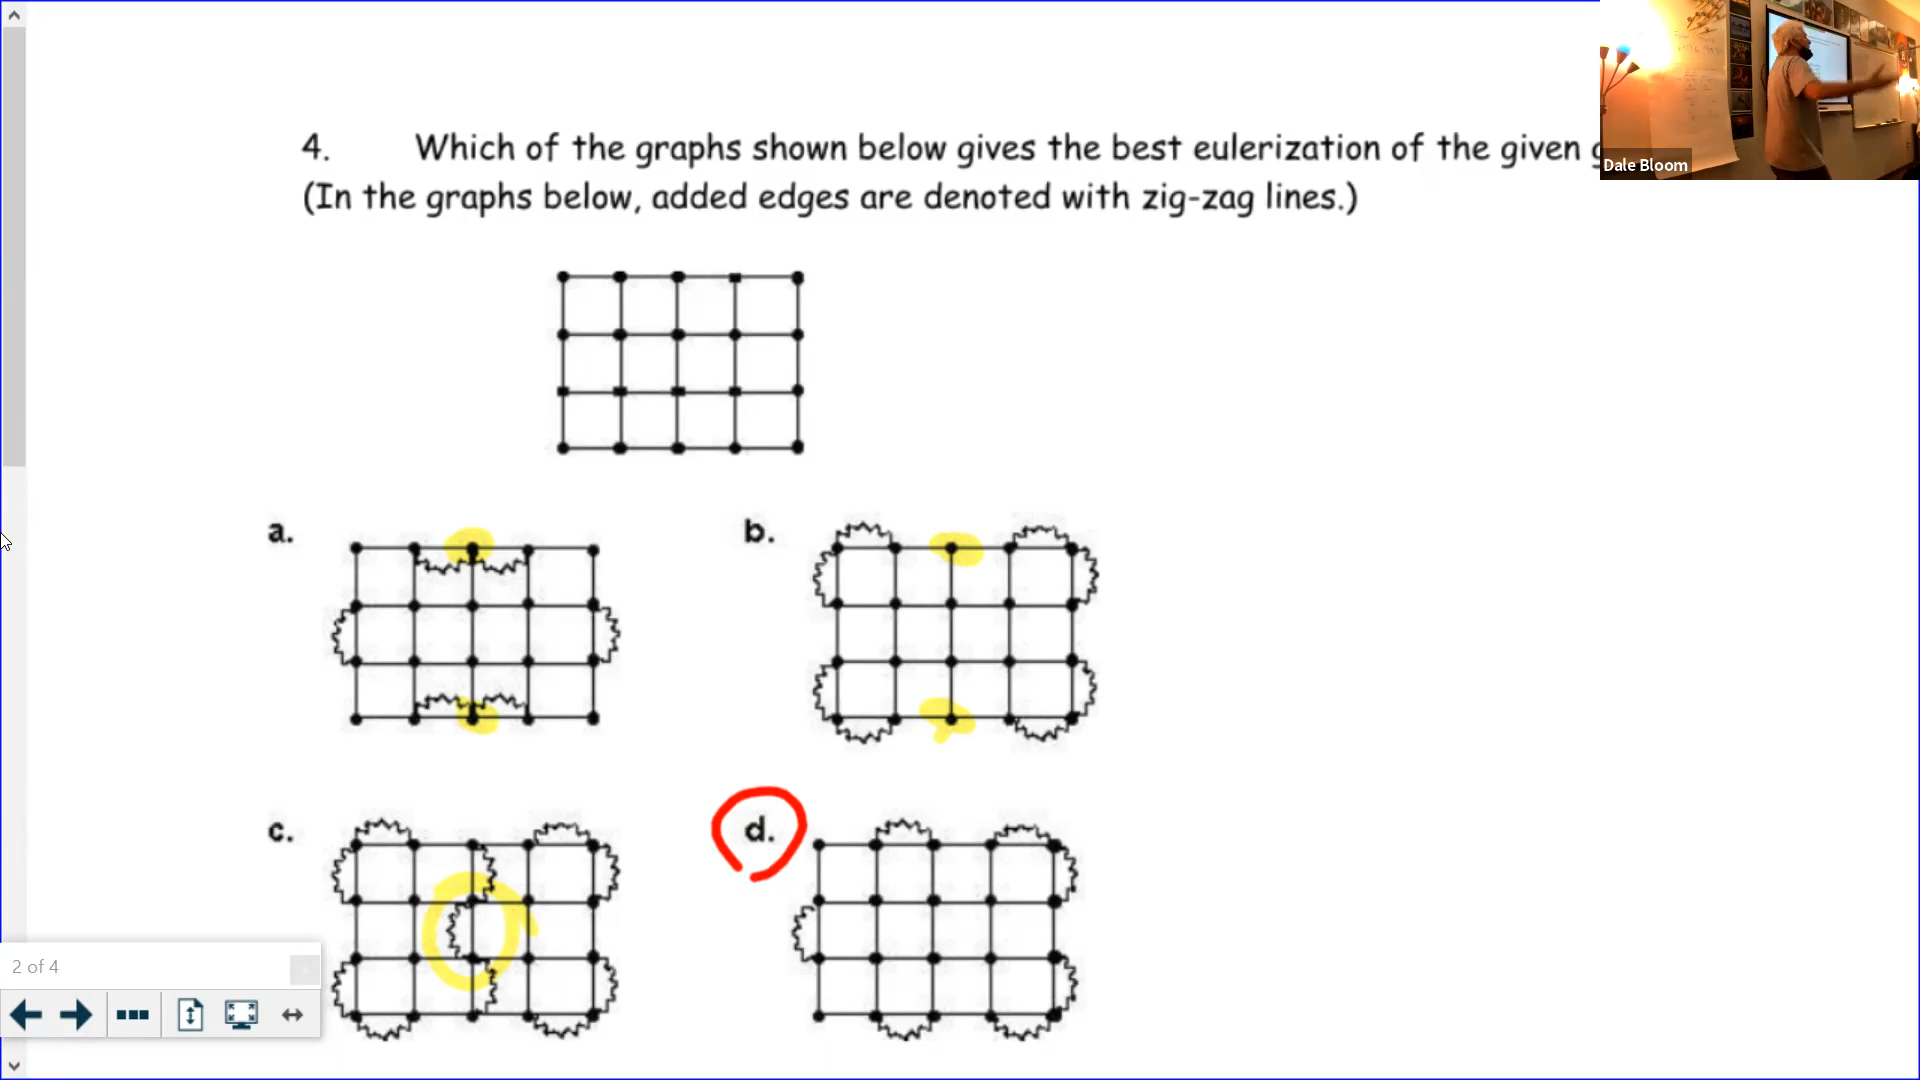 4. Which of the graphs shown below gives the best eulerization of the given
(In the graphs below, added edges are denoted with zig-zag lines.)
Dale Bloom
a.
b.
c.
d.
2 of 4